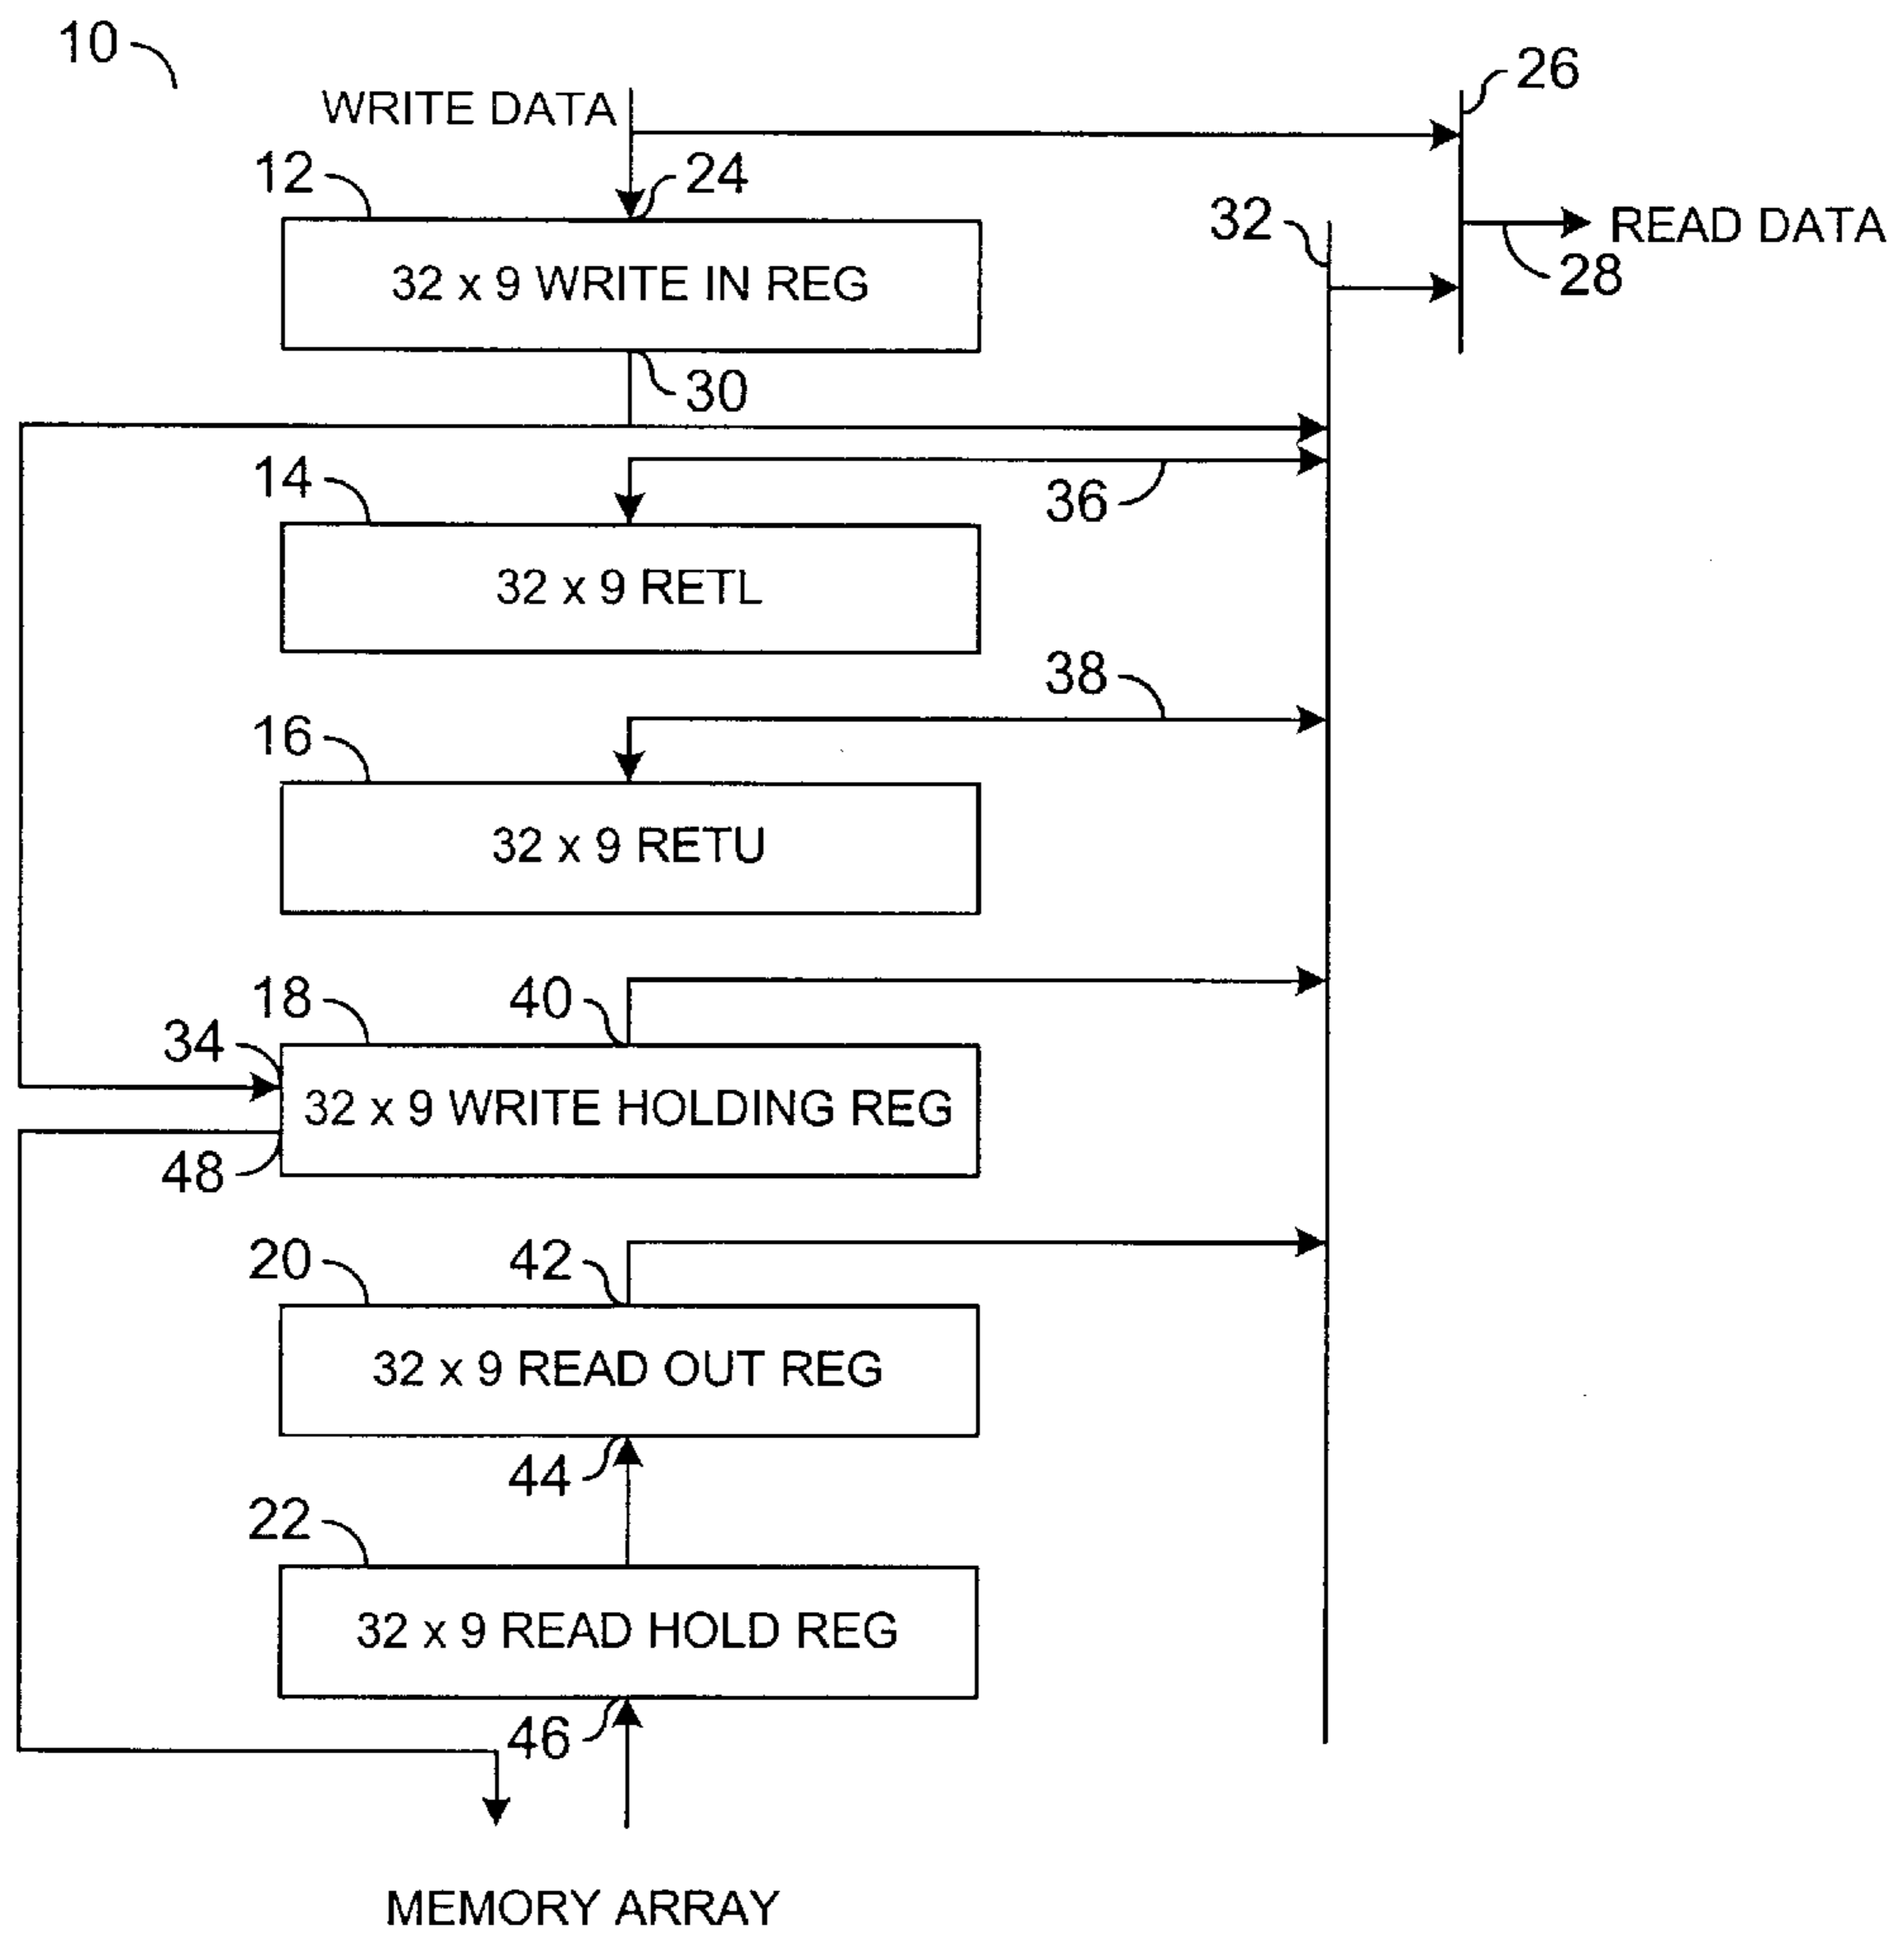 10
26
WRITE DATA
12
24
32
READ DATA
28
32 x 9 WRITE IN REG
30
14
36
32 x 9 RETL
38
16
32 x 9 RETU
18
40
34
32 x 9 WRITE HOLDING REG
48
20
42
32 x 9 READ OUT REG
44
22
32 x 9 READ HOLD REG
46
MEMORY ARRAY